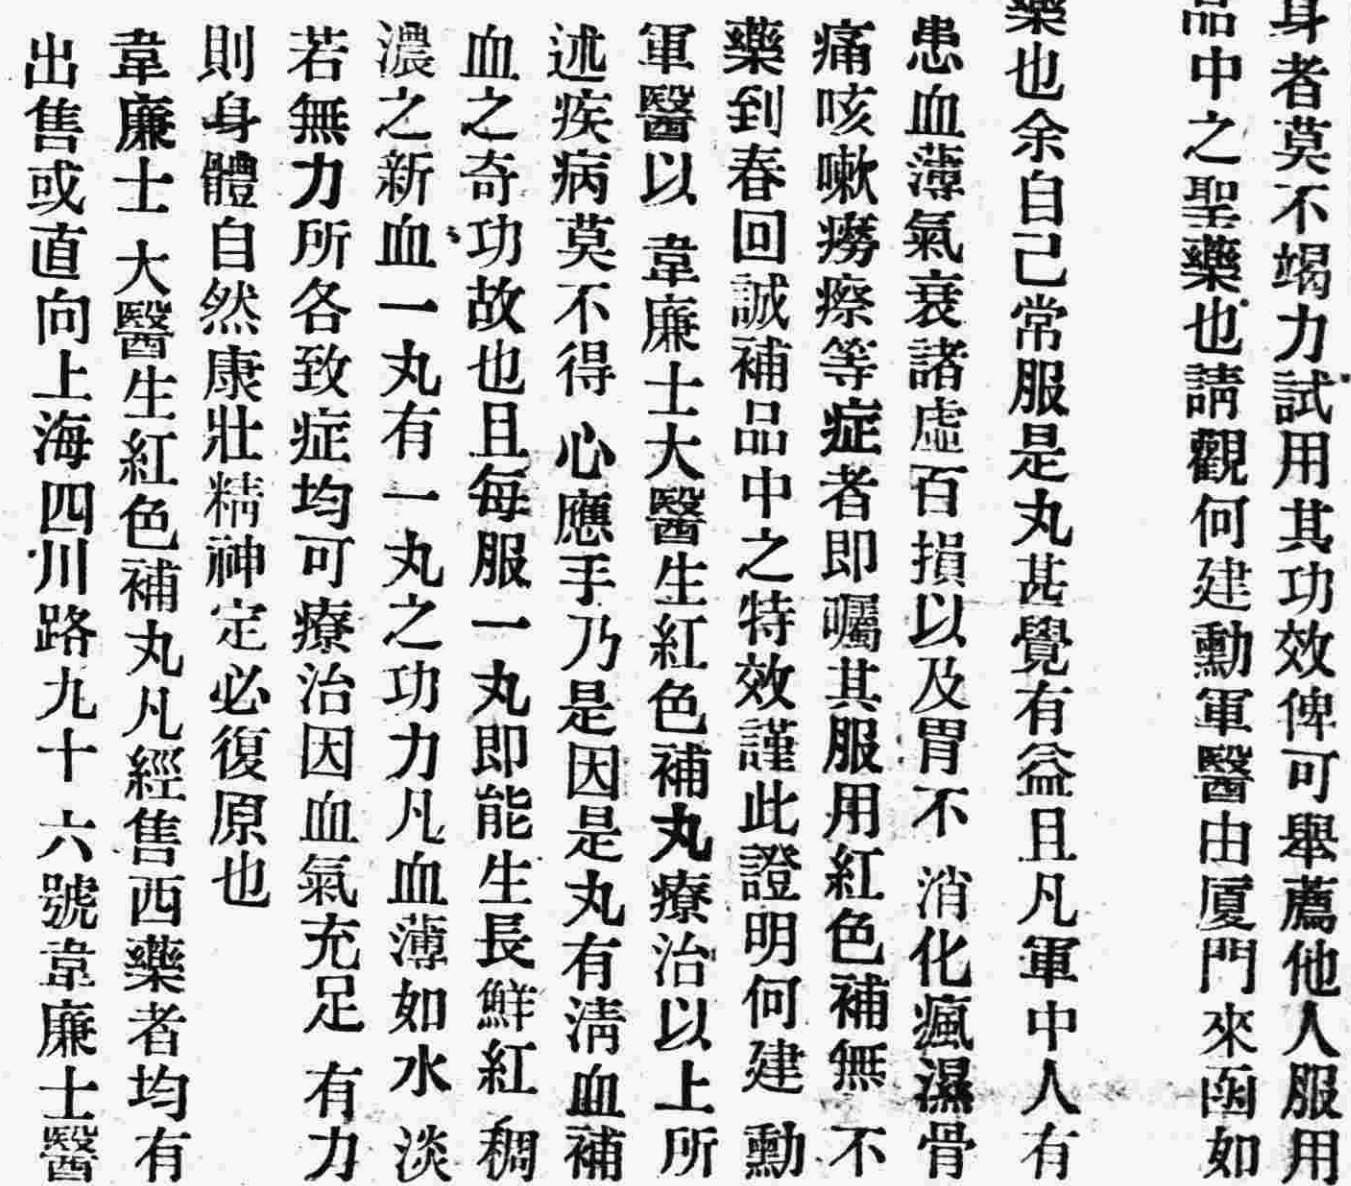 身者莫不竭力試用其功效俾可舉薦他人服用
品中之聖藥也請觀何建勳軍醫由厦門來函如
藥也余自己常服是丸甚覺有益且凡軍中人有
患血薄氣衰諸虛百損以及胃不消化瘋濕骨
痛咳嗽癆瘵等症者即囑其服用紅色補無不
藥到春回誠補品中之特效謹此證明何建勳
軍醫以韋廉士大醫生紅色補丸療治以上所
述疾病莫不得心應手乃是因是丸有淸血補
血之奇功故也且每服一丸即能生長鮮紅稠
濃之新血一丸有一丸之功力凡血薄如水淡
若無力所各致症均可療治因血氣充足有力
則身體自然康壯精神定必復原也
韋廉士大醫生紅色補丸凡經售西藥者均有
出售或直向上海四川路九十六號韋廉士醫